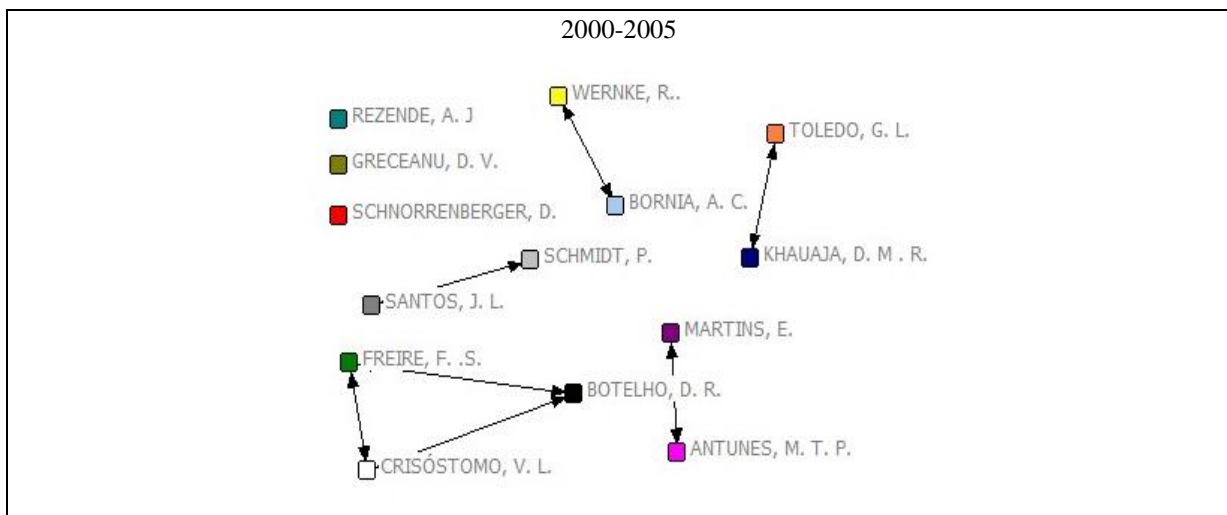 2000-2005
WERNKE, R..
REZENDE, A. J
TOLEDO, G. L.
GRECEANU, D. V.
BORNIA, A. C.
SCHNORRENBERGER, D.
SCHMIDT, P.
KHAUAJA, D. M . R.
SANTOS, J. L.
MARTINS, E.
FREIRE, F. .S.
BOTELHO, D. R.
ANTUNES, M. T. P.
CRISÓSTOMO, V. L.